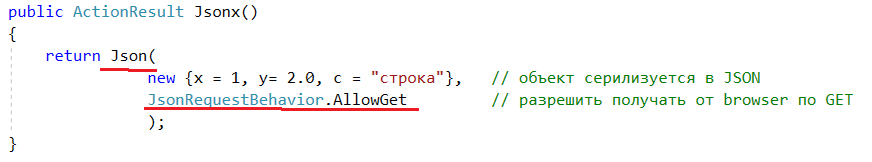 public ActionResult Jsonx()
{
return Json(
new {x = 1, y= 2.0, c = "строка"}, // объект серилизуется в JSON
JsonRequestBehavior.AllowGet // разрешить получать от browser по GET
);
}